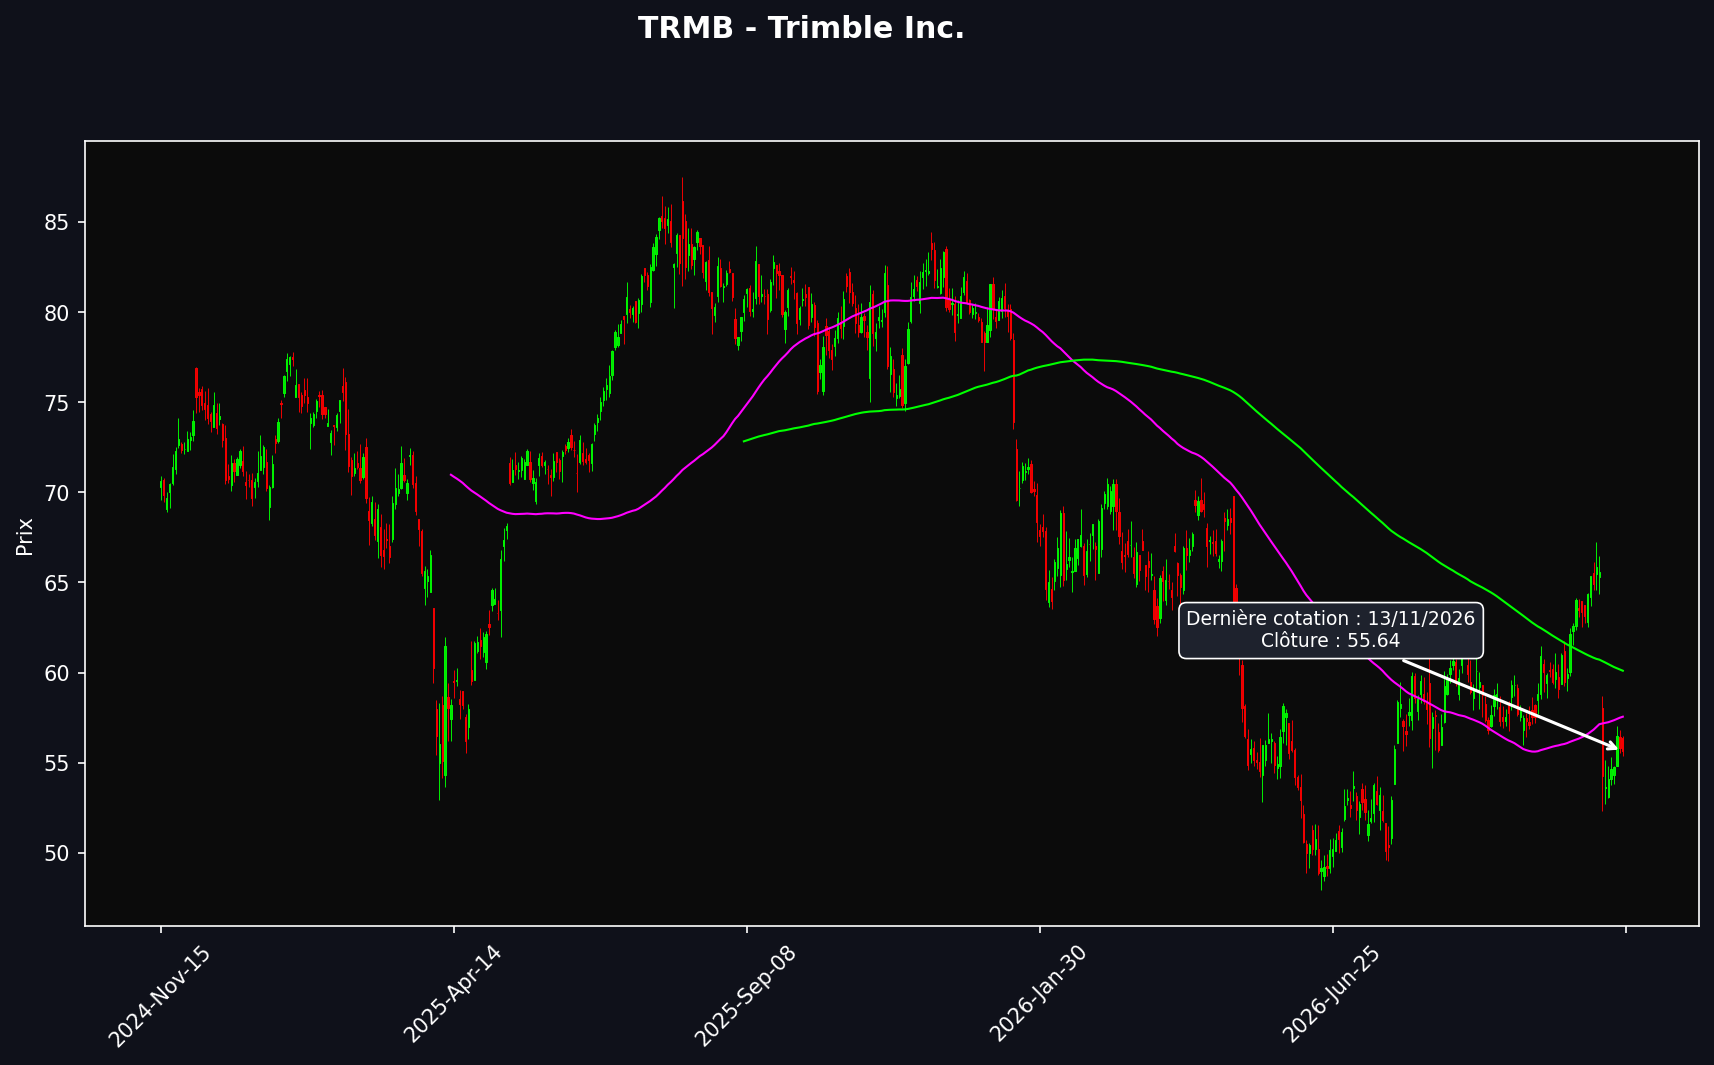 TRMB - Trimble Inc.
Prix
85
80
75
70
65
60
55
50
Dernière cotation : 13/11/2026
Clôture : 55.64
2024-Nov-15
2025-Apr-14
2025-Sep-08
2026-Jan-30
2026-Jun-25